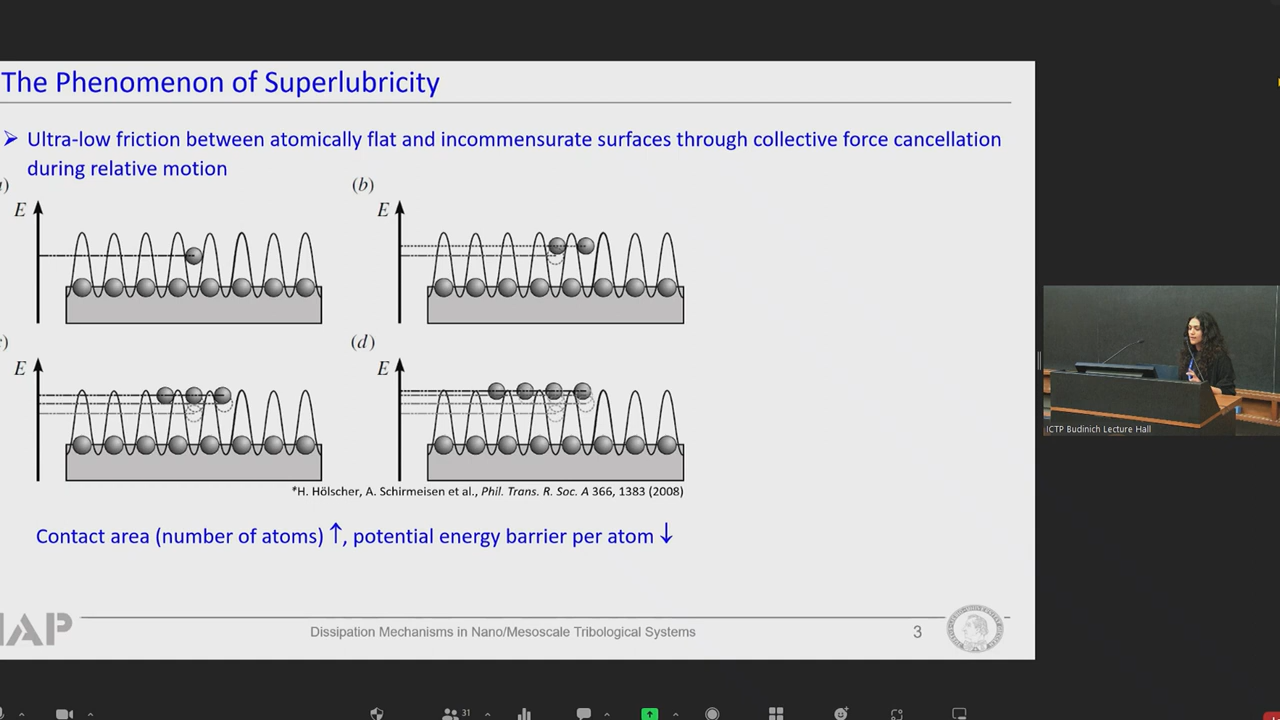 The Phenomenon of Superlubricity
➢ Ultra-low friction between atomically flat and incommensurate surfaces through collective force cancellation
during relative motion
)
(b)
E
E
)
(d)
E
E
*H. Hölscher, A. Schirmeisen et al., Phil. Trans. R. Soc. A 366, 1383 (2008)
Contact area (number of atoms) ↑, potential energy barrier per atom ↓
IAP
Dissipation Mechanisms in Nano/Mesoscale Tribological Systems
3
ICTP Budinich Lecture Hall
31